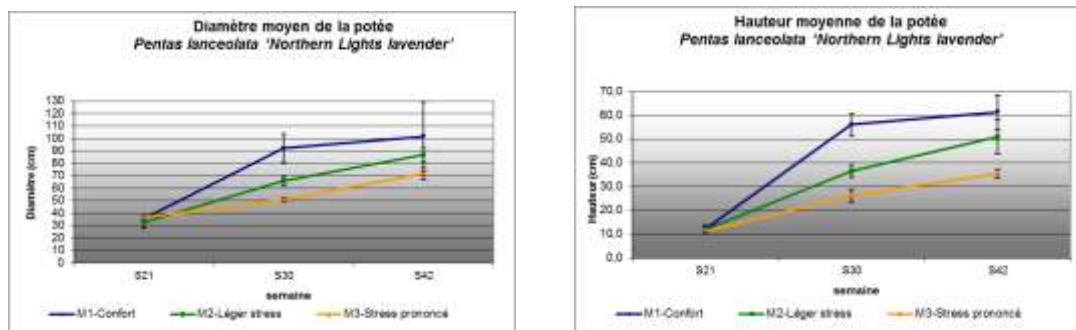 Diamètre moyen de la potée
Pentas lanceolata ‘Northern Lights lavender’
130
120
110
100
90
80
70
60
50
40
30
20
10
0
Diamètre (cm)
S21
S30
S42
semaine
M1-Confort
M2-Léger stress
M3-Stress prononcé
Hauteur moyenne de la potée
Pentas lanceolata ‘Northern Lights lavender’
70,0
60,0
50,0
40,0
30,0
20,0
10,0
0,0
Hauteur (cm)
S21
S30
S42
semaine
M1-Confort
M2-Léger stress
M3-Stress prononcé